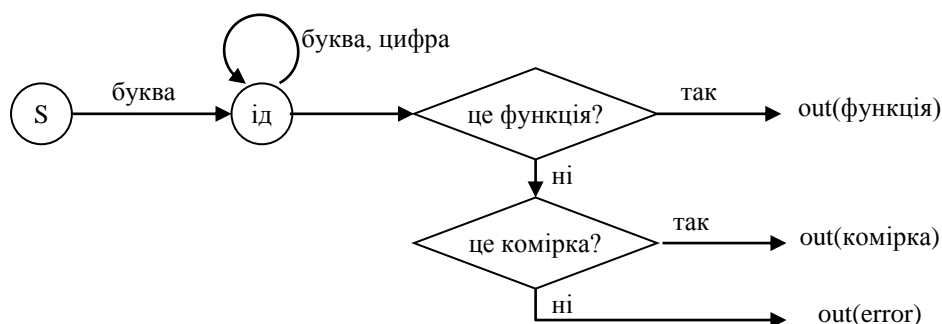 буква, цифра
S
буква
ід
це функція?
так
out(функція)
ні
це комірка?
так
out(комірка)
ні
out(error)